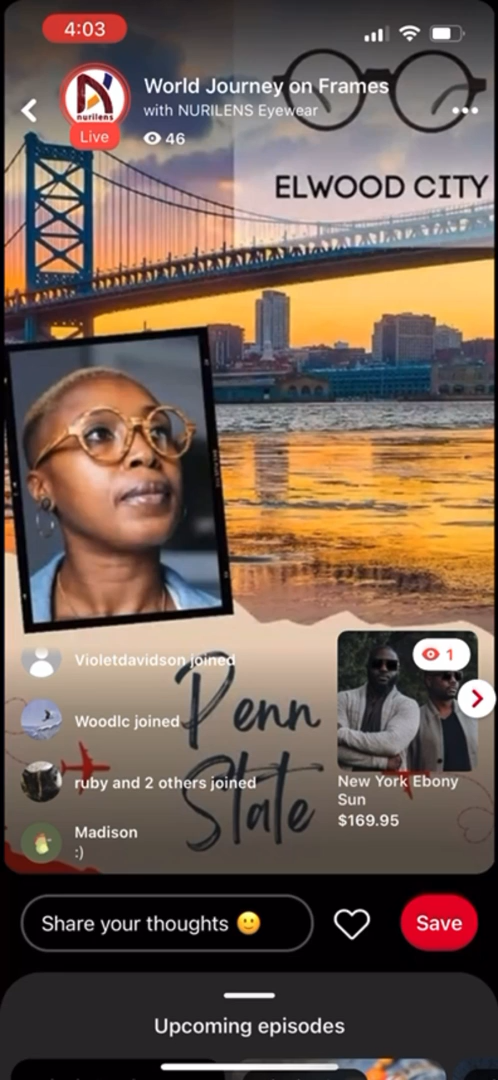 4:03
World Journey on Frames
nurilens
with NURILENS Eyewear
Live
46
ELWOOD CITY
Violetdavidson joined
1
Woodlc joined
Penn
ruby and 2 others joined
State
New York Ebony
Sun
$169.95
Madison
:)
Share your thoughts 🙂
Save
Upcoming episodes